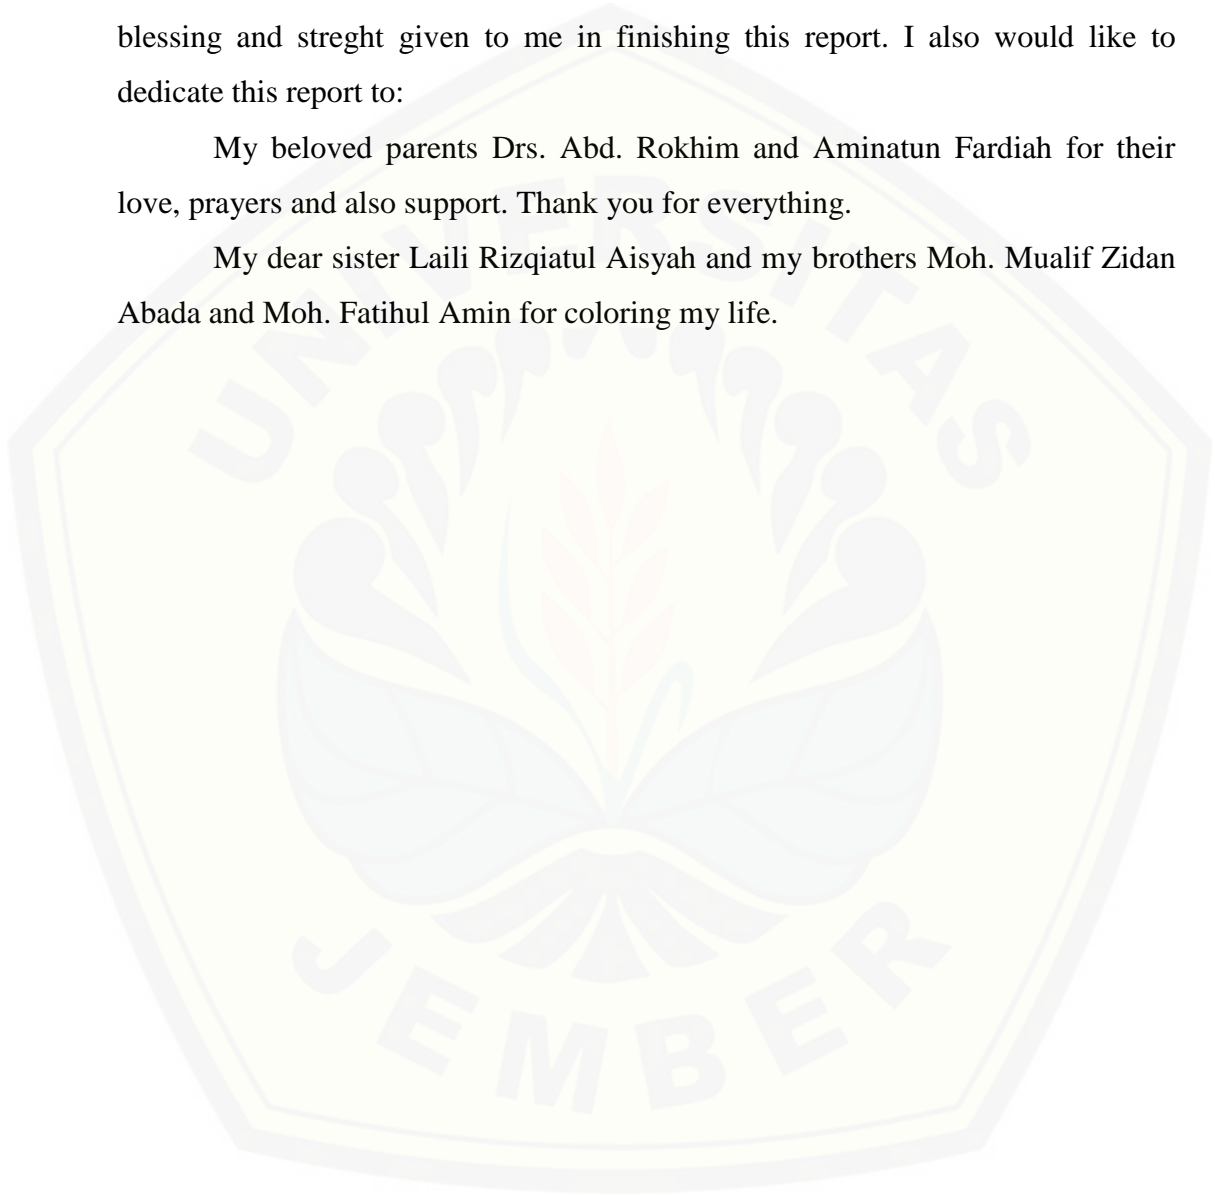 blessing and streght given to me in finishing this report. I also would like to
dedicate this report to:
My beloved parents Drs. Abd. Rokhim and Aminatun Fardiah for their
love, prayers and also support. Thank you for everything.
My dear sister Laili Rizqiatul Aisyah and my brothers Moh. Mualif Zidan
Abada and Moh. Fatihul Amin for coloring my life.
UNIVERSITAS
JEMBER